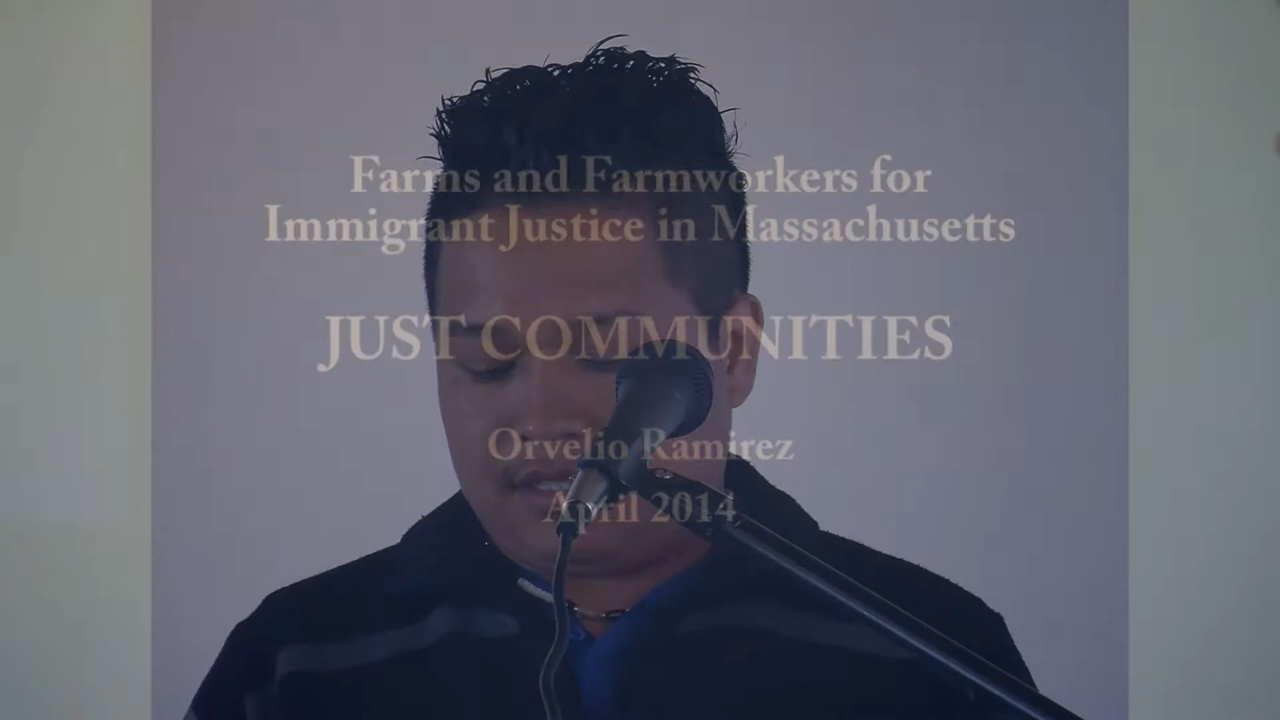 Farms and Farmworkers for
Immigrant Justice in Massachusetts
JUST COMMUNITIES
Orvelio Ramirez
April 2014